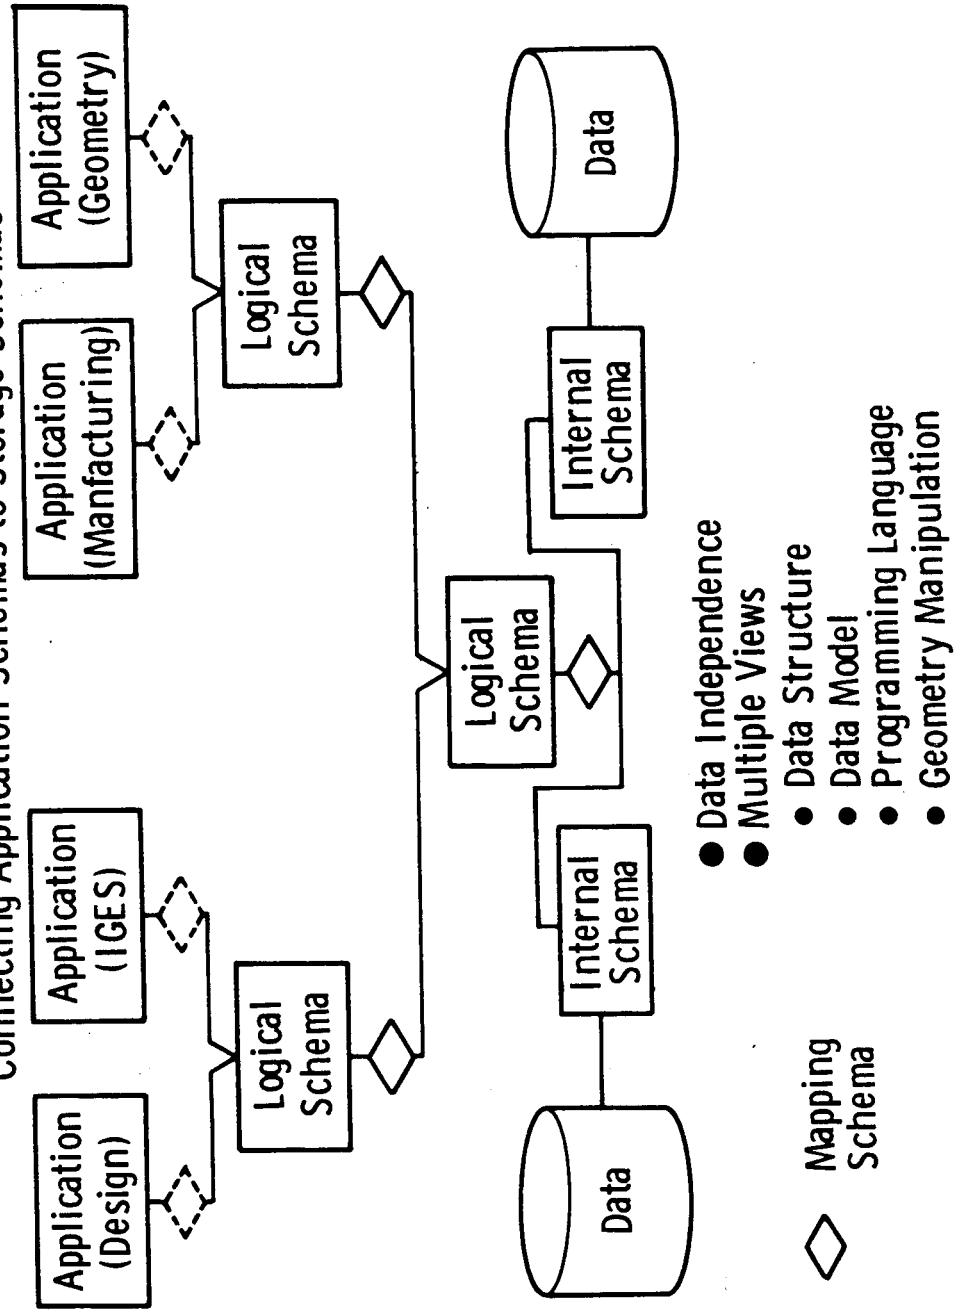 Connecting Application Schemas to Storage Schemas
Application
(Design)
Application
(IGES)
Application
(Manfacturing)
Application
(Geometry)
Logical
Schema
Logical
Schema
Logical
Schema
Data
Internal
Schema
Internal
Schema
Data
Mapping
Schema
● Data Independence
● Multiple Views
● Data Structure
● Data Model
● Programming Language
● Geometry Manipulation